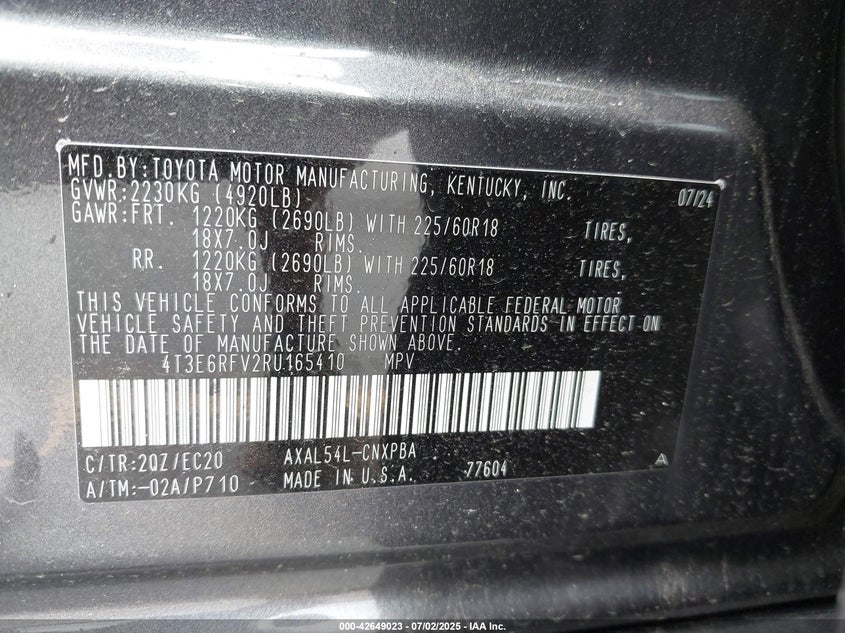 MFD.BY:TOYOTA MOTOR MANUFACTURING, KENTUCKY, INC. 07/24
GVWR:2230KG (4920LB)
GAWR:FRT. 1220KG (2690LB) WITH 225/60R18 TIRES,
18X7.0J RIMS.
RR. 1220KG (2690LB) WITH 225/60R18 TIRES,
18X7.0J RIMS.
THIS VEHICLE CONFORMS TO ALL APPLICABLE FEDERAL MOTOR
VEHICLE SAFETY AND THEFT PREVENTION STANDARDS IN EFFECT ON
THE DATE OF MANUFACTURE SHOWN ABOVE.
4T3E6RFV2RU165410 MPV
C/TR:2QZ/EC20 AXAL54L-CNXPBA
A/TM:-02A/P710 MADE IN U.S.A. 77604 A
000-42649023 - 07/02/2025 - IAA Inc.